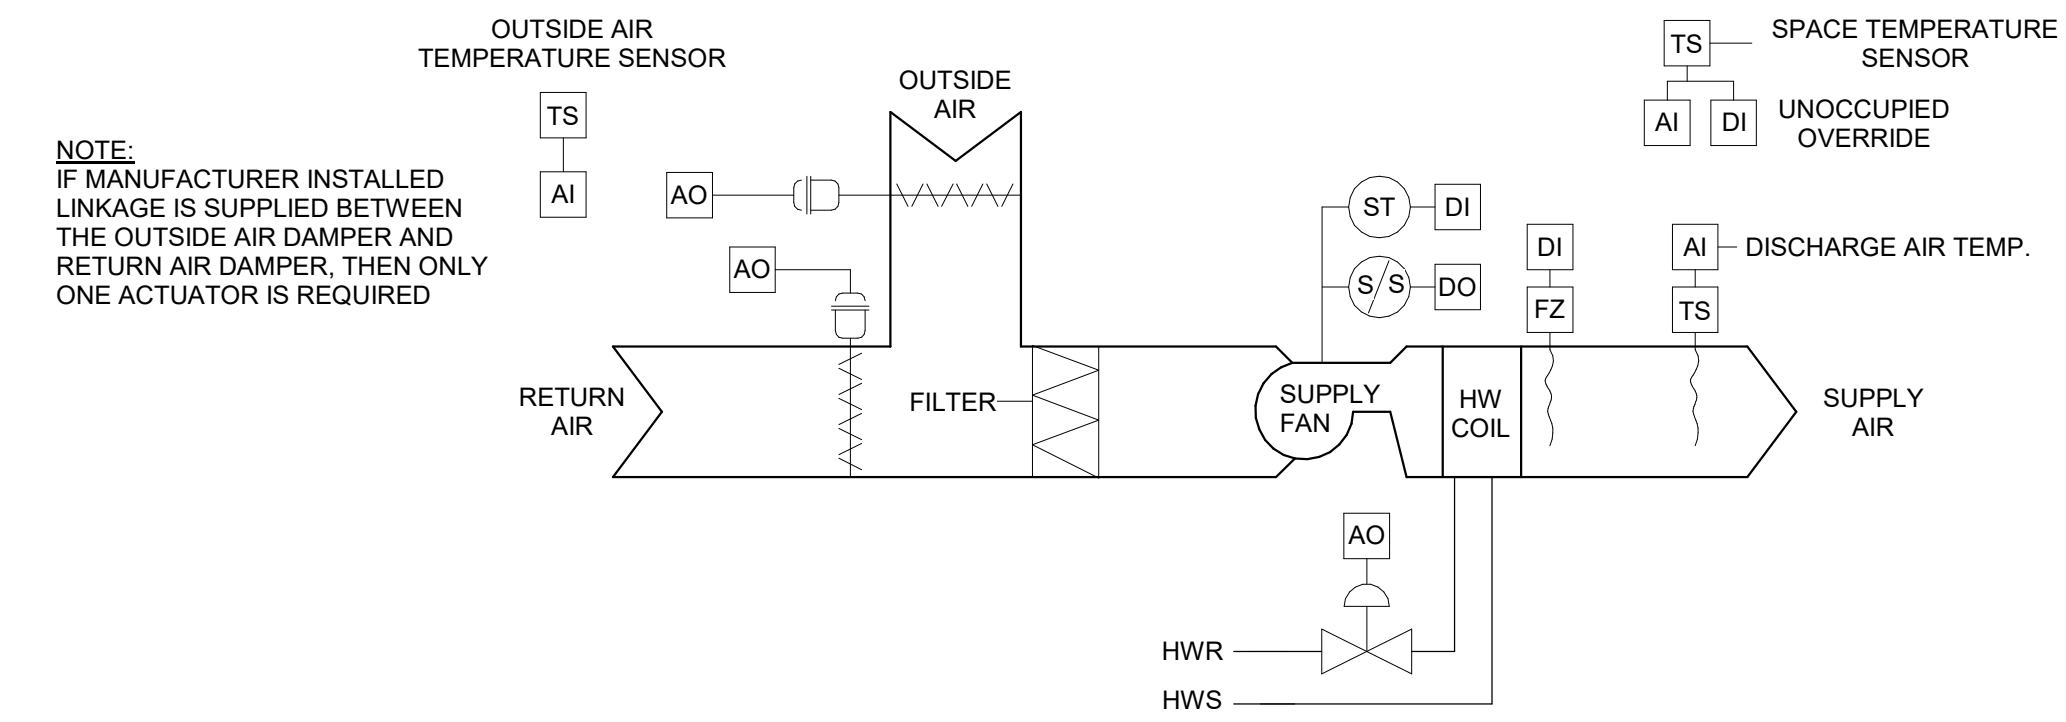 OUTSIDE AIR
TEMPERATURE SENSOR
TS
AI
NOTE:
IF MANUFACTURER INSTALLED
LINKAGE IS SUPPLIED BETWEEN
THE OUTSIDE AIR DAMPER AND
RETURN AIR DAMPER, THEN ONLY
ONE ACTUATOR IS REQUIRED
OUTSIDE
AIR
AO
AO
TS
SPACE TEMPERATURE
SENSOR
AI
DI
UNOCCUPIED
OVERRIDE
ST
DI
S/S
DO
DI
FZ
AI
DISCHARGE AIR TEMP.
TS
RETURN
AIR
FILTER
SUPPLY
FAN
HW
COIL
SUPPLY
AIR
AO
HWR
HWS